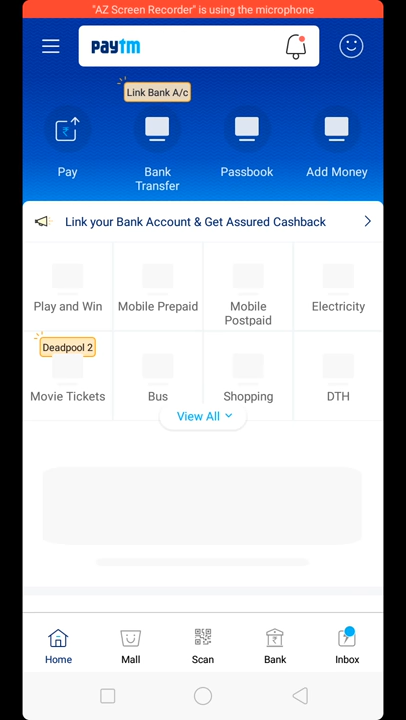 "AZ Screen Recorder" is using the microphone
paytm
Link Bank A/c
Pay
Bank
Transfer
Passbook
Add Money
Link your Bank Account & Get Assured Cashback
Play and Win
Mobile Prepaid
Mobile
Postpaid
Electricity
Deadpool 2
Movie Tickets
Bus
Shopping
DTH
View All
Home
Mall
Scan
Bank
Inbox